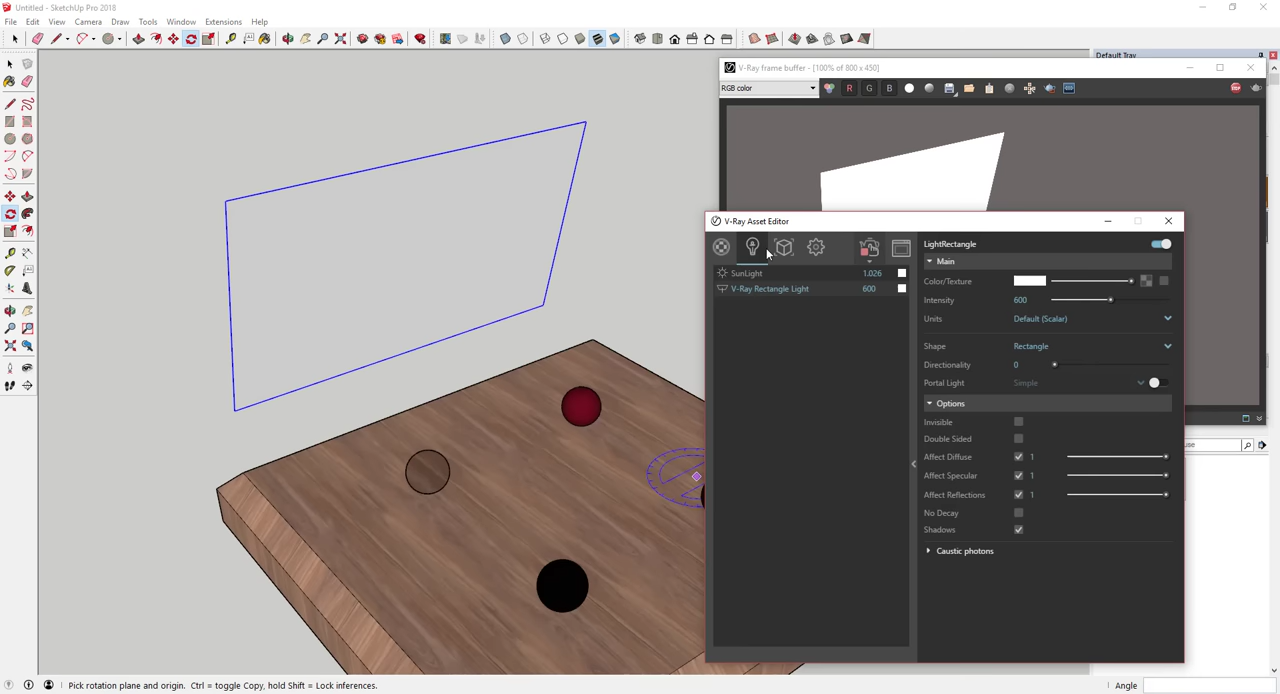 Untitled - SketchUp Pro 2018
File Edit View Camera Draw Tools Window Extensions Help
Default Tray
V-Ray frame buffer - [100% of 800 x 450]
RGB color R G B
STOP
V-Ray Asset Editor
SunLight 1.026
V-Ray Rectangle Light 600
LightRectangle
Main
Color/Texture
Intensity 600
Units Default (Scalar)
Shape Rectangle
Directionality 0
Portal Light Simple
Options
Invisible
Double Sided
Affect Diffuse 1
Affect Specular 1
Affect Reflections 1
No Decay
Shadows
Caustic photons
Pick rotation plane and origin. Ctrl = toggle Copy, hold Shift = Lock inferences.
Angle